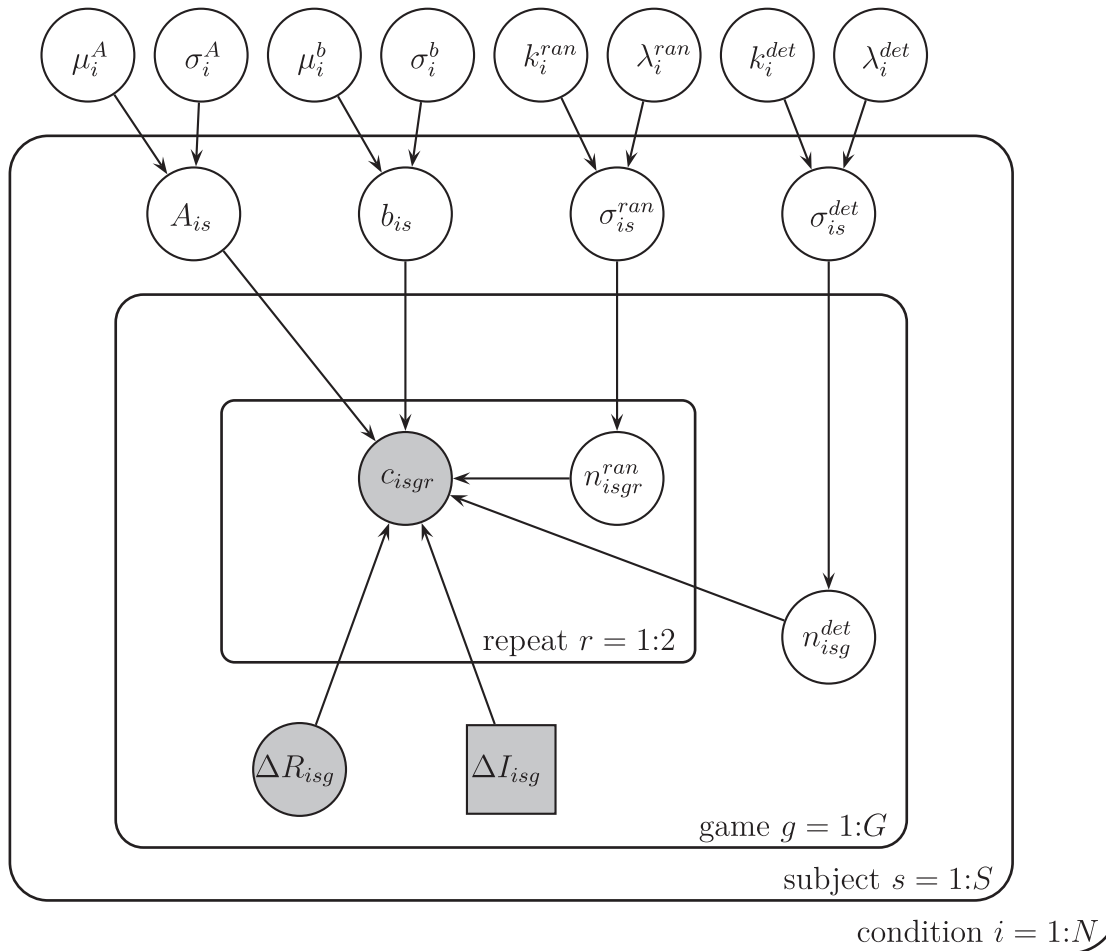 μ_i^A σ_i^A μ_i^b σ_i^b k_i^{ran} λ_i^{ran} k_i^{det} λ_i^{det}
A_{is} b_{is} σ_{is}^{ran} σ_{is}^{det}
c_{isgr} n_{isgr}^{ran}
repeat r = 1:2
n_{isg}^{det}
ΔR_{isg} ΔI_{isg}
game g = 1:G
subject s = 1:S
condition i = 1:N